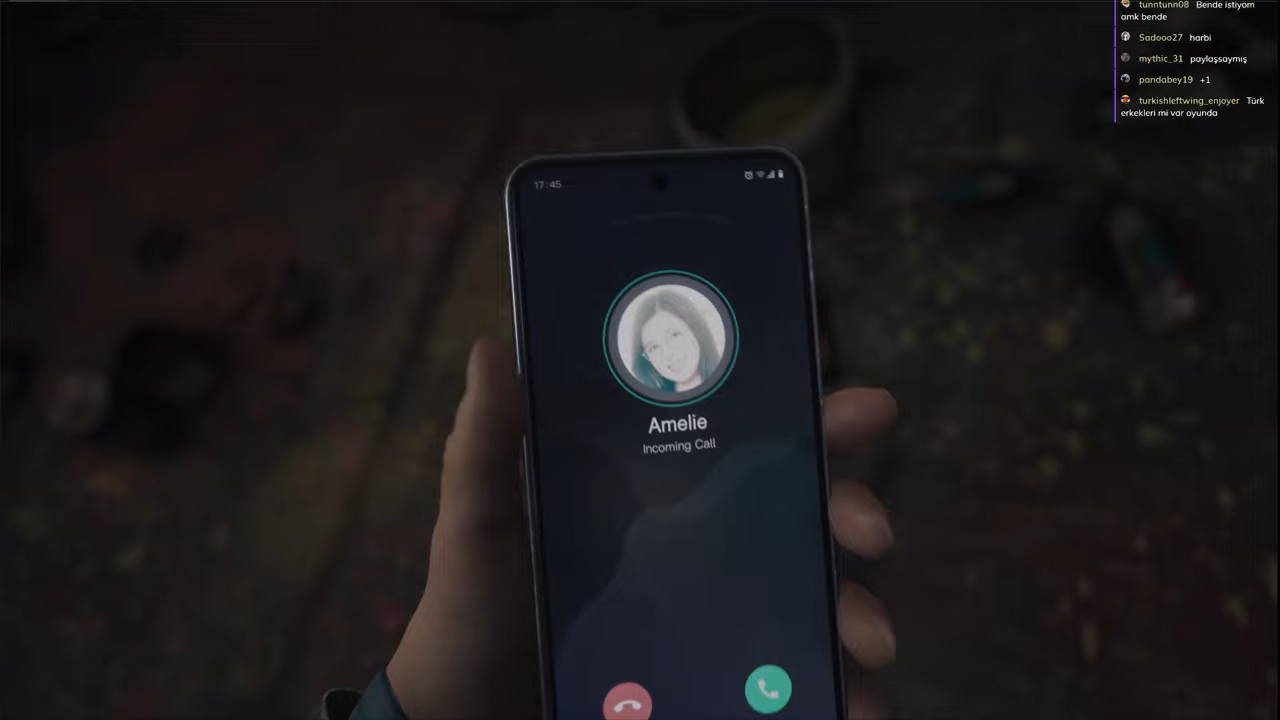 tunntunn08 Bende istiyom
amk bende
Sadooo27 harbi
mythic_31 paylaşsaymış
pandabey19 +1
turkishleftwing_enjoyer Türk
erkekleri mi var oyunda
17:45
Amelie
Incoming Call